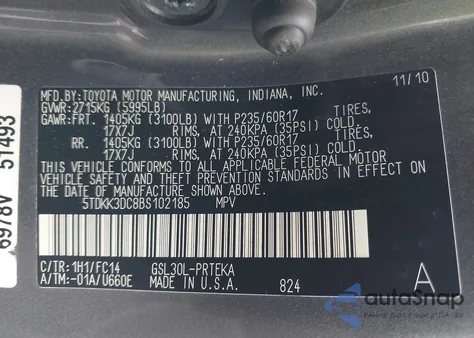 MFD.BY:TOYOTA MOTOR MANUFACTURING, INDIANA, INC. 11/10
GVWR:2715KG (5995LB)
GAWR:FRT. 1405KG (3100LB) WITH P235/60R17 TIRES,
17X7J RIMS, AT 240KPA (35PSI) COLD.
RR. 1405KG (3100LB) WITH P235/60R17 TIRES,
17X7J RIMS, AT 240KPA (35PSI) COLD.
THIS VEHICLE CONFORMS TO ALL APPLICABLE FEDERAL MOTOR
VEHICLE SAFETY AND THEFT PREVENTION STANDARDS IN EFFECT
ON THE DATE OF MANUFACTURE SHOWN ABOVE.
5TDKK3DC8BS102185 MPV
C/TR:1H1/FC14 GSL30L-PRTEKA
A/TM:-01A/U660E MADE IN U.S.A. 824 A
6978V 51493
autoSnap